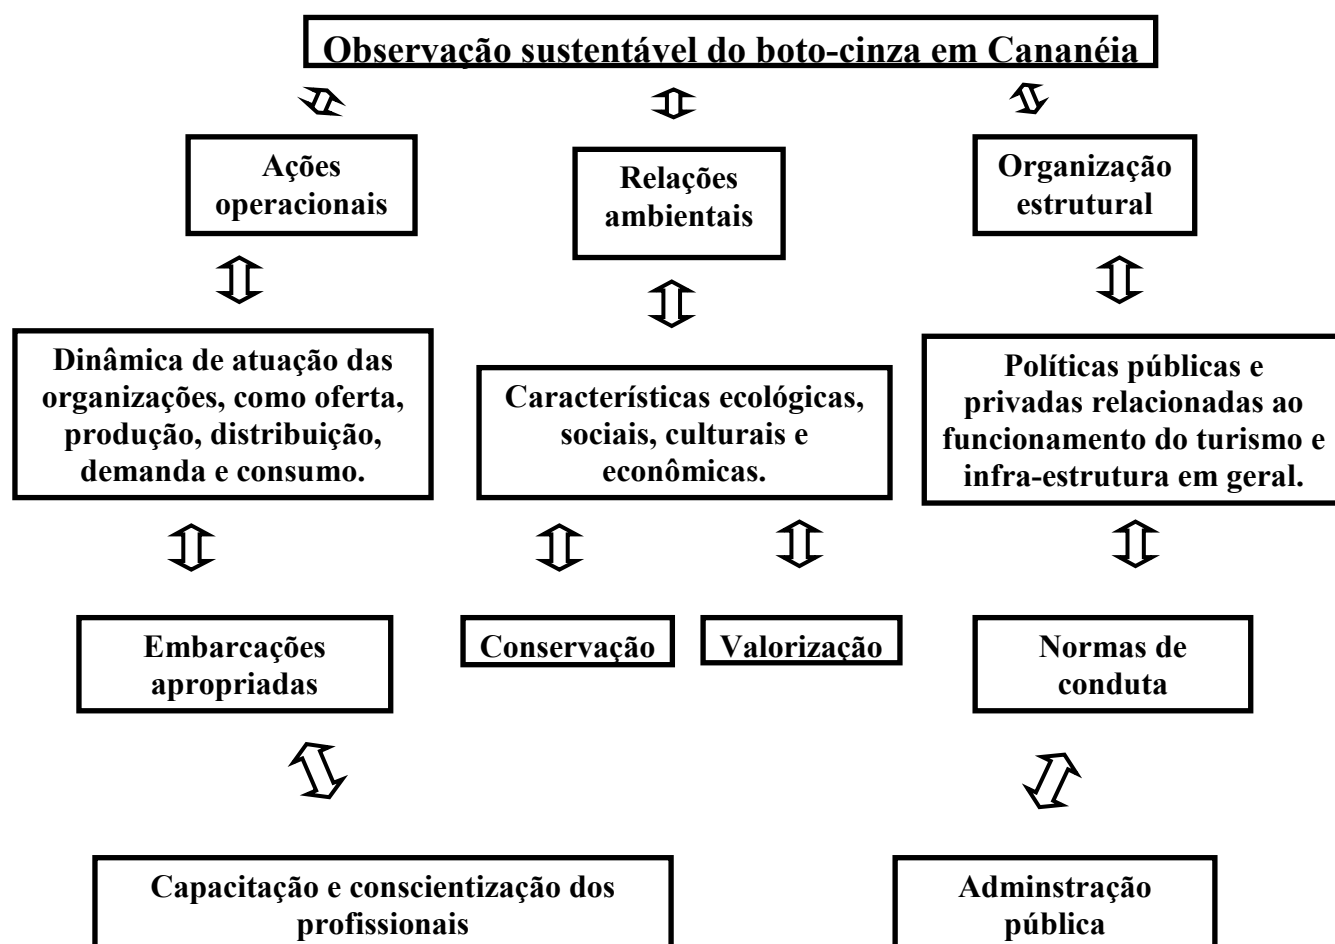 Observação sustentável do boto-cinza em Cananéia
Ações
operacionais
Relações
ambientais
Organização
estrutural
Dinâmica de atuação das
organizações, como oferta,
produção, distribuição,
demanda e consumo.
Características ecológicas,
sociais, culturais e
econômicas.
Políticas públicas e
privadas relacionadas ao
funcionamento do turismo e
infra-estrutura em geral.
Embarcações
apropriadas
Conservação
Valorização
Normas de
conduta
Capacitação e conscientização dos
profissionais
Adminstração
pública